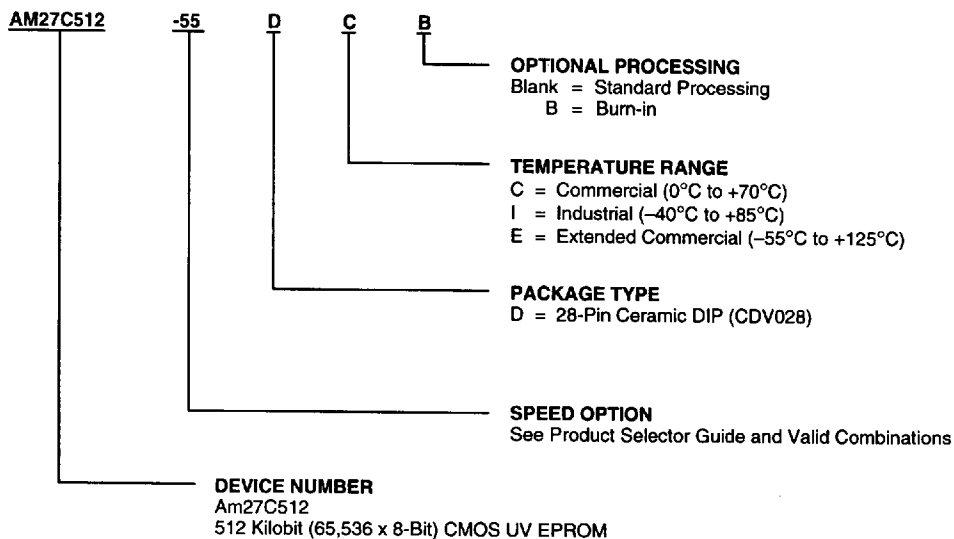 AM27C512 -55 D C B
OPTIONAL PROCESSING
Blank = Standard Processing
B = Burn-in
TEMPERATURE RANGE
C = Commercial (0°C to +70°C)
I = Industrial (–40°C to +85°C)
E = Extended Commercial (–55°C to +125°C)
PACKAGE TYPE
D = 28-Pin Ceramic DIP (CDV028)
SPEED OPTION
See Product Selector Guide and Valid Combinations
DEVICE NUMBER
Am27C512
512 Kilobit (65,536 x 8-Bit) CMOS UV EPROM